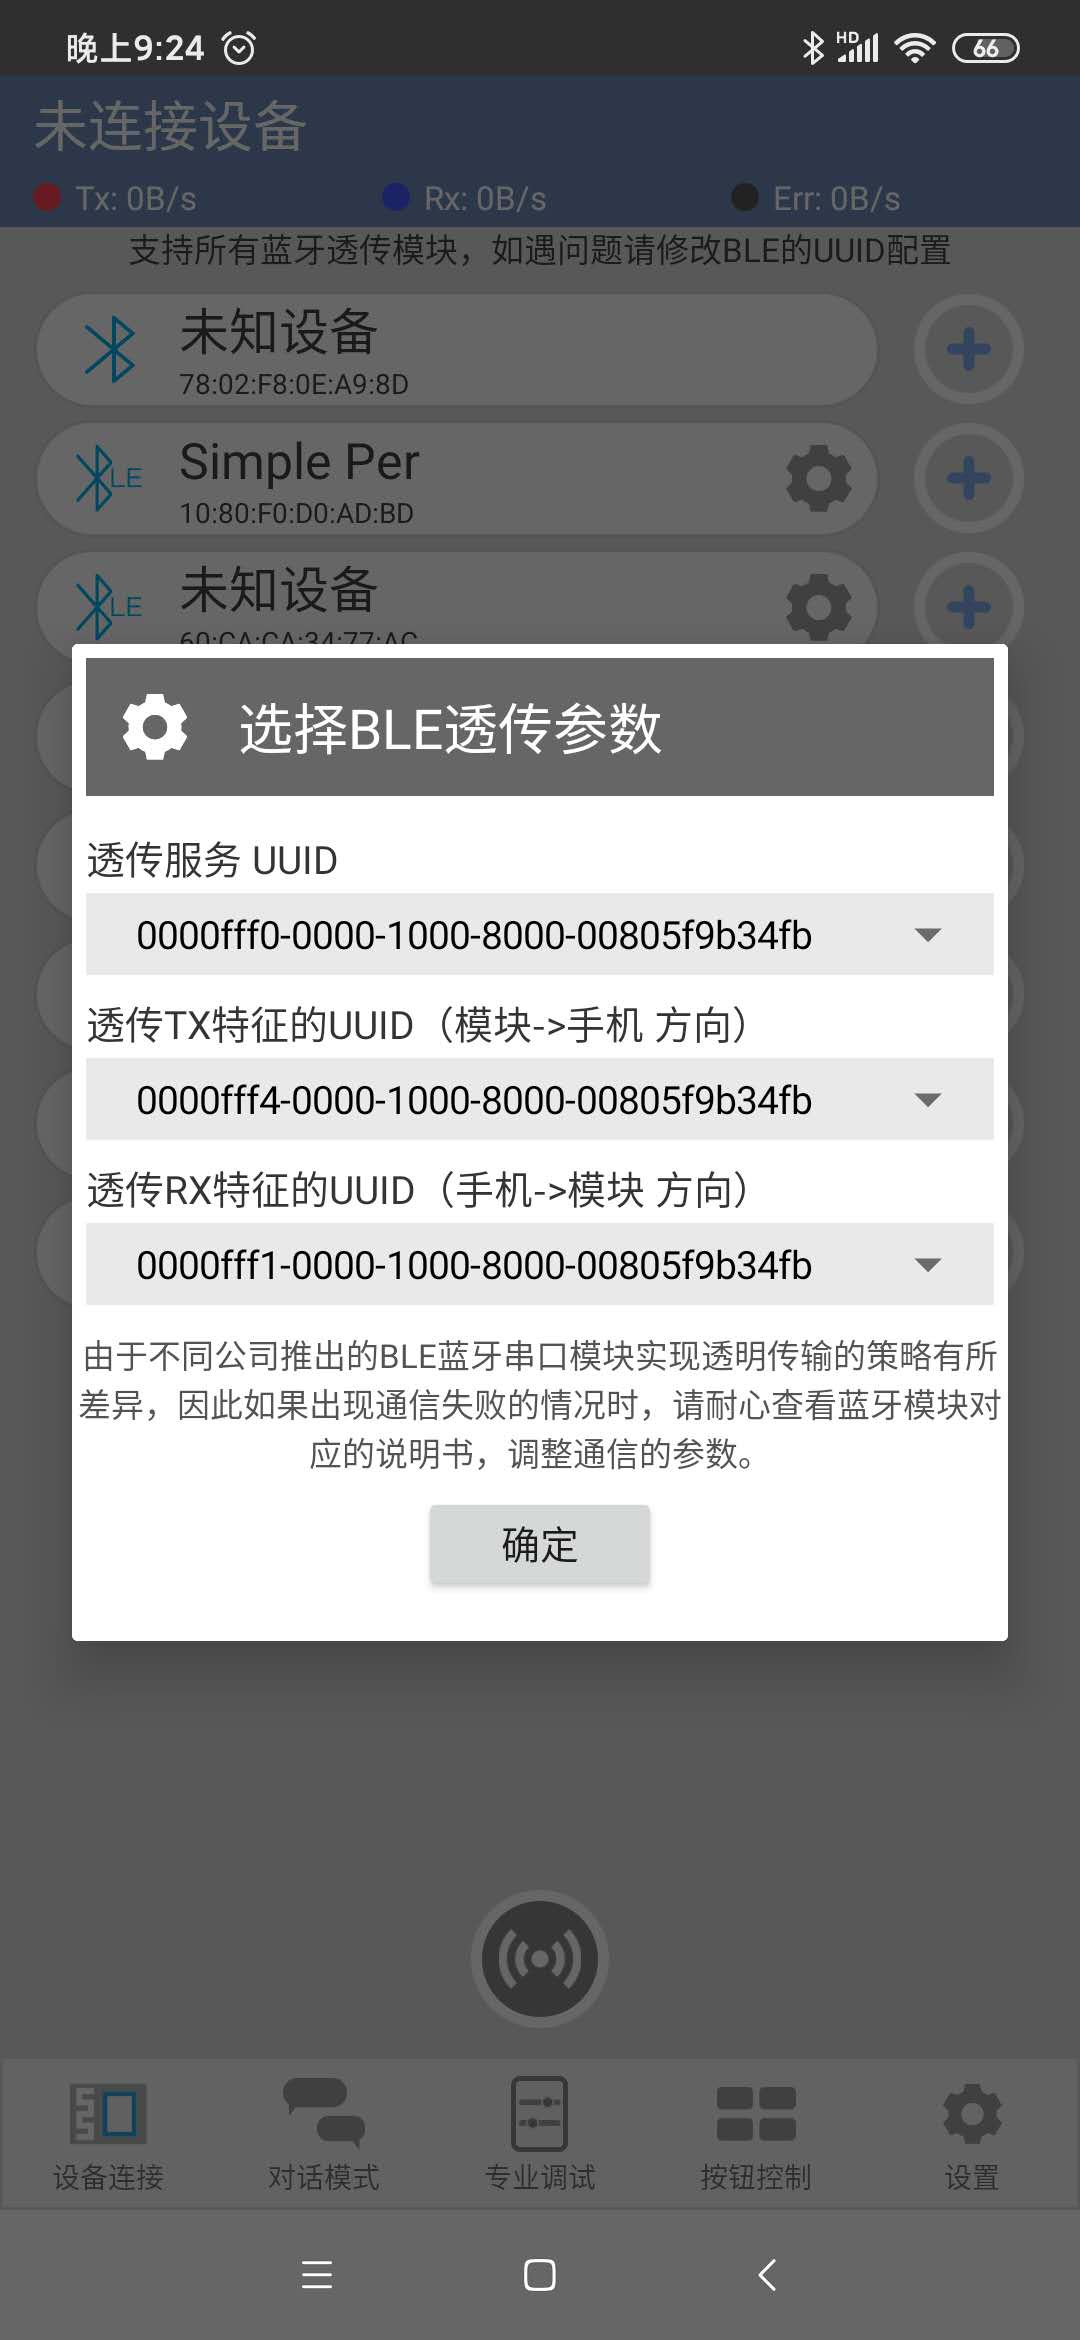 晚上9:24
HD
66
未连接设备
Tx: 0B/s
Rx: 0B/s
Err: 0B/s
支持所有蓝牙透传模块，如遇问题请修改BLE的UUID配置
未知设备
78:02:F8:0E:A9:8D
LE
Simple Per
10:80:F0:D0:AD:BD
LE
未知设备
60:CA:CA:34:77:AC
选择BLE透传参数
透传服务 UUID
0000fff0-0000-1000-8000-00805f9b34fb
透传TX特征的UUID（模块->手机 方向）
0000fff4-0000-1000-8000-00805f9b34fb
透传RX特征的UUID（手机->模块 方向）
0000fff1-0000-1000-8000-00805f9b34fb
由于不同公司推出的BLE蓝牙串口模块实现透明传输的策略有所
差异，因此如果出现通信失败的情况时，请耐心查看蓝牙模块对
应的说明书，调整通信的参数。
确定
设备连接
对话模式
专业调试
按钮控制
设置